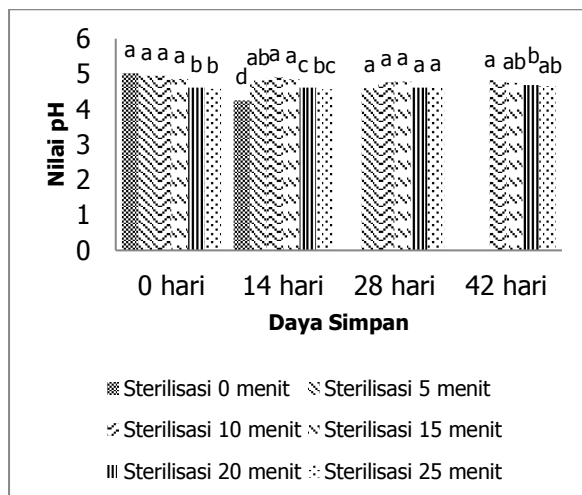 6
5
4
3
2
1
0
Nilai pH
a a a a b b
d ab a a c bc
a a a a a
a ab b ab
0 hari 14 hari 28 hari 42 hari
Daya Simpan
Sterilisasi 0 menit Sterilisasi 5 menit
Sterilisasi 10 menit Sterilisasi 15 menit
Sterilisasi 20 menit Sterilisasi 25 menit